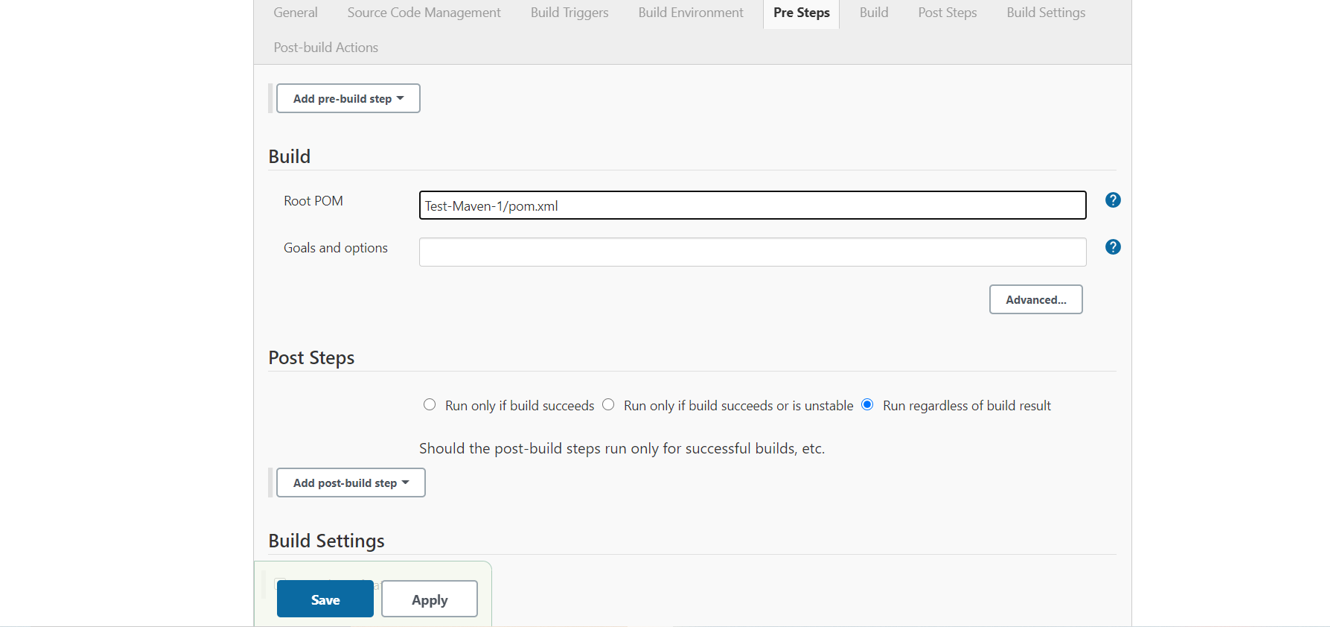 General Source Code Management Build Triggers Build Environment Pre Steps Build Post Steps Build Settings
Post-build Actions
Add pre-build step
Build
Root POM Test-Maven-1/pom.xml ?
Goals and options ?
Advanced...
Post Steps
Run only if build succeeds Run only if build succeeds or is unstable Run regardless of build result
Should the post-build steps run only for successful builds, etc.
Add post-build step
Build Settings
Save Apply